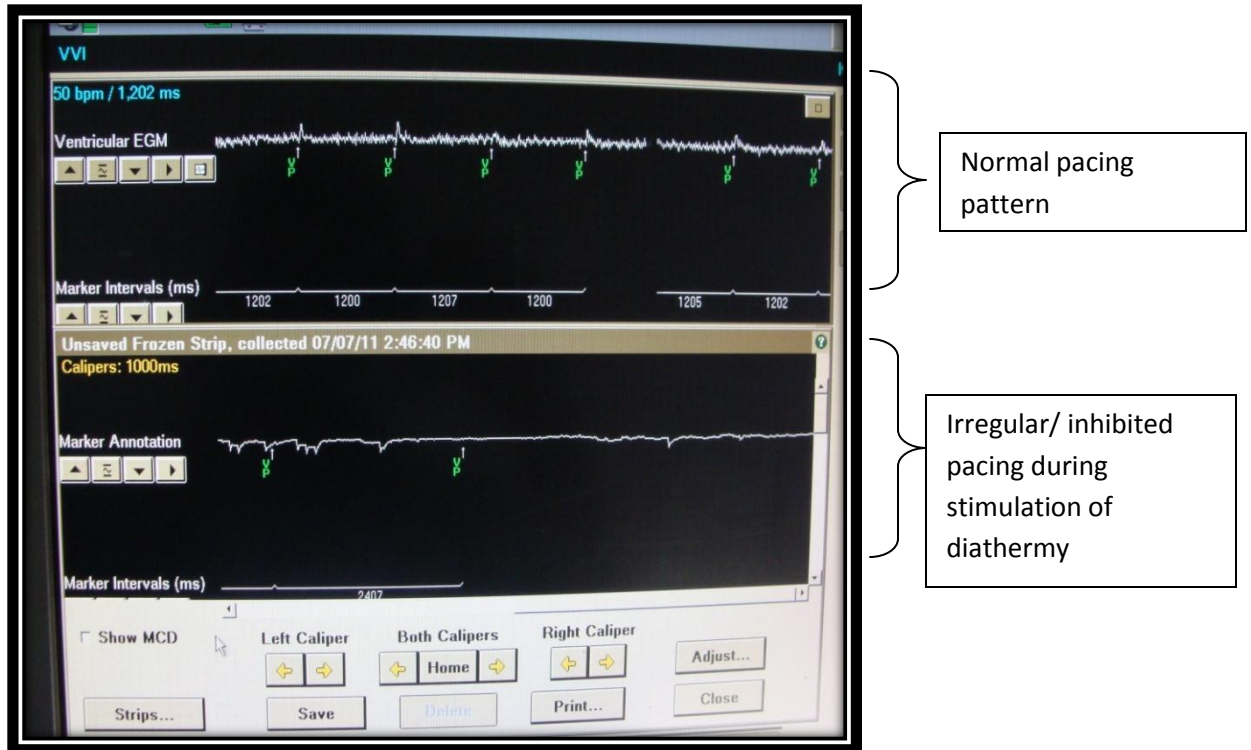 VVI
50 bpm / 1,202 ms
Ventricular EGM
VP VP VP VP VP VP
Marker Intervals (ms)
1202 1200 1207 1200 1205 1202
Normal pacing
pattern
Unsaved Frozen Strip, collected 07/07/11 2:46:40 PM
Calipers: 1000ms
Marker Annotation
VP VP
Marker Intervals (ms)
2407
Irregular/ inhibited
pacing during
stimulation of
diathermy
Show MCD
Left Caliper Both Calipers Right Caliper
Home
Adjust...
Strips... Save Delete Print... Close